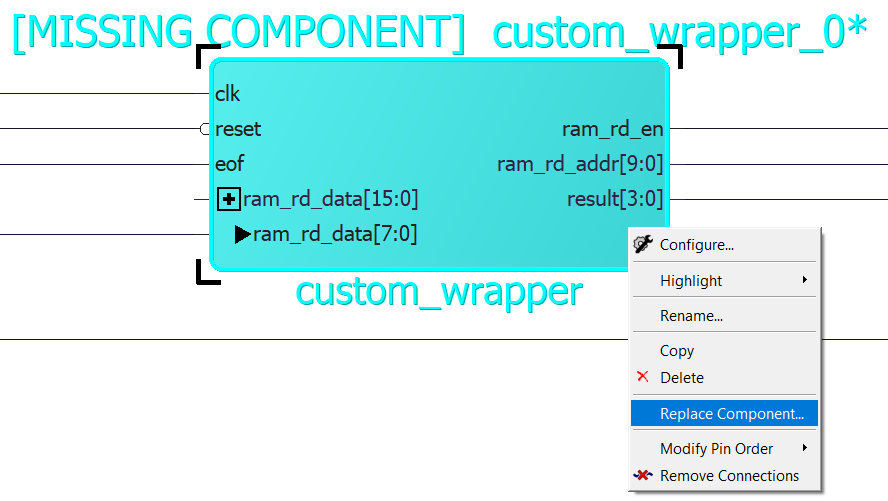 [MISSING COMPONENT] custom_wrapper_0*
clk
reset
ram_rd_en
eof
ram_rd_addr[9:0]
ram_rd_data[15:0]
result[3:0]
ram_rd_data[7:0]
custom_wrapper
Configure...
Highlight
Rename...
Copy
Delete
Replace Component...
Modify Pin Order
Remove Connections